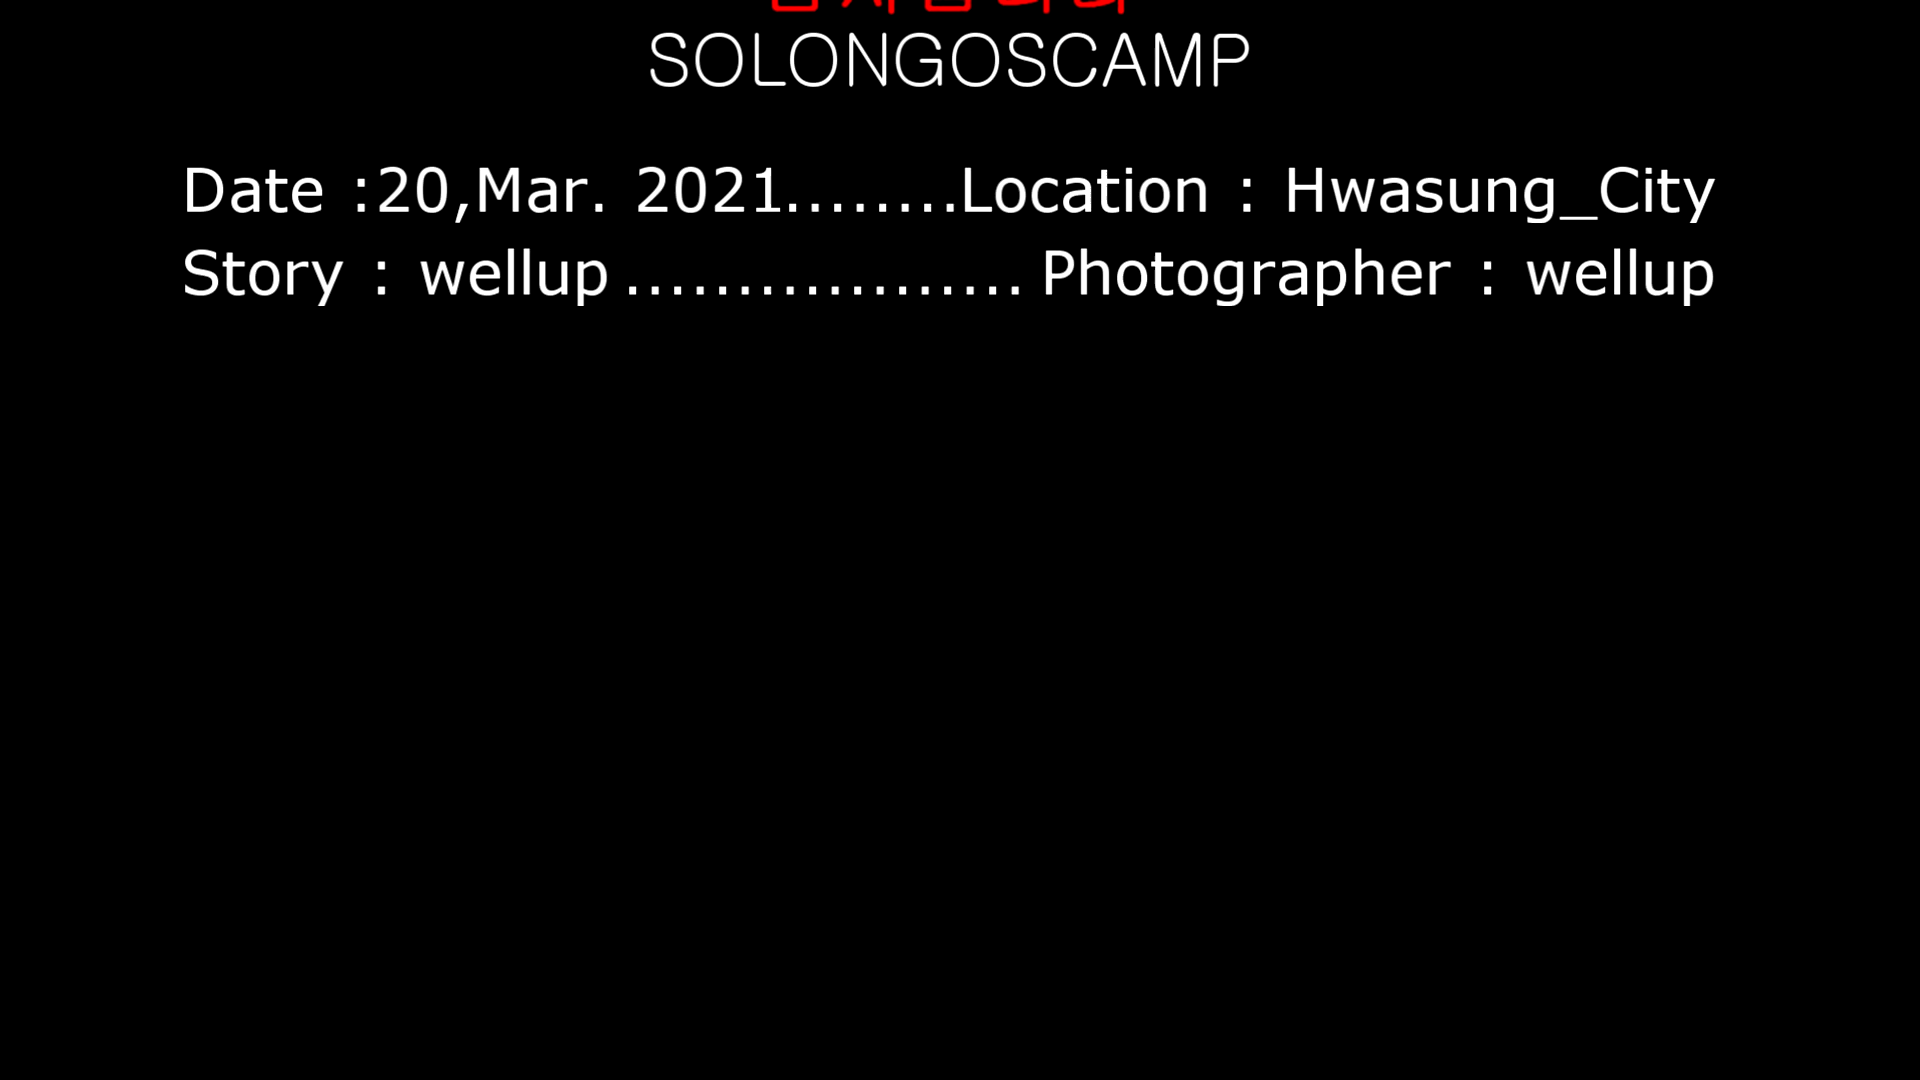 SOLONGOSCAMP
Date :20,Mar. 2021........Location : Hwasung_City
Story : wellup .................. Photographer : wellup